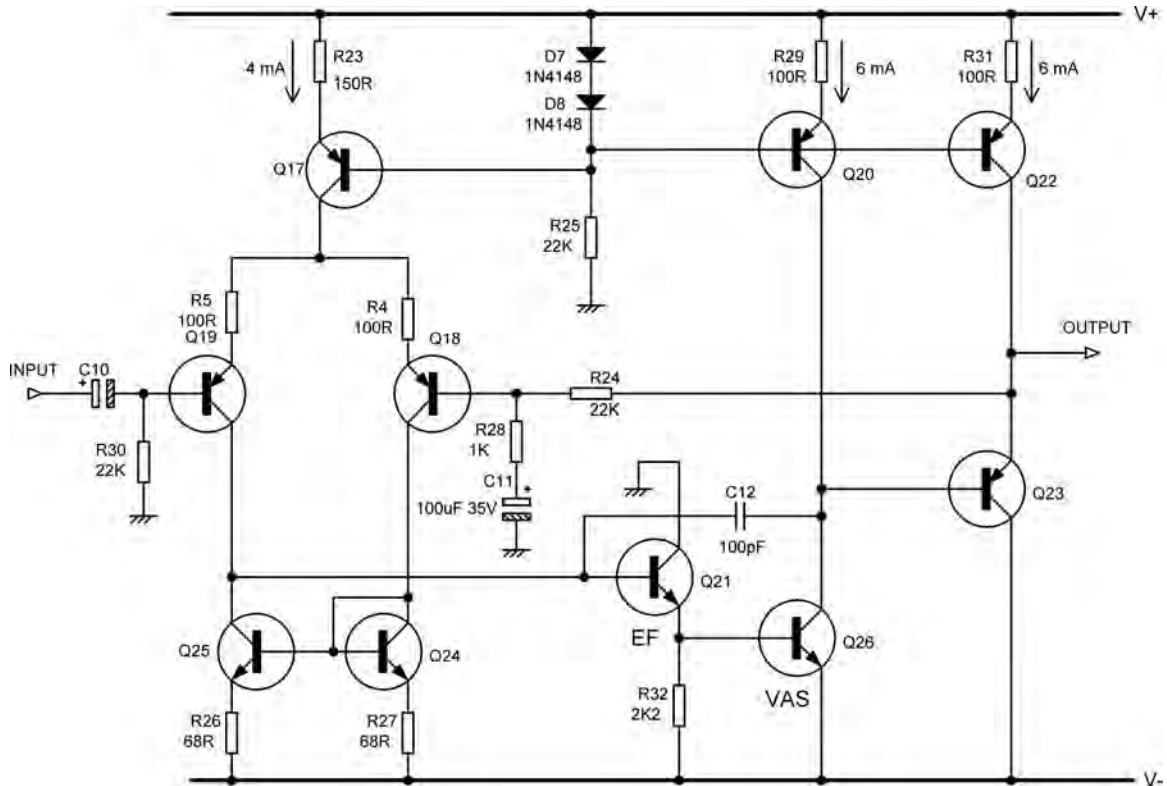 V+
R23
4 mA
150R
D7
1N4148
D8
1N4148
R29
100R
6 mA
R31
100R
6 mA
Q17
Q20
Q22
R25
22K
R5
100R
Q19
R4
100R
Q18
INPUT
C10
+
R30
22K
R24
22K
R28
1K
C11
+
100uF 35V
OUTPUT
C12
100pF
Q23
Q21
EF
Q25
Q24
Q26
VAS
R26
68R
R27
68R
R32
2K2
V-